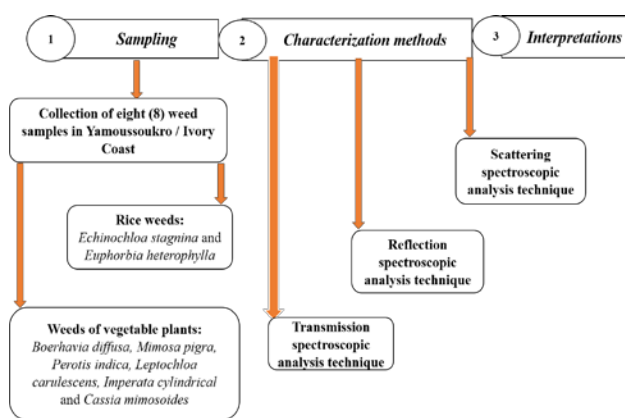 1
Sampling
2
Characterization methods
3
Interpretations
Collection of eight (8) weed
samples in Yamoussoukro / Ivory
Coast
Rice weeds:
Echinochloa stagnina and
Euphorbia heterophylla
Weeds of vegetable plants:
Boerhavia diffusa, Mimosa pigra,
Perotis indica, Leptochloa
carulescens, Imperata cylindrical
and Cassia mimosoides
Transmission
spectroscopic
analysis technique
Reflection
spectroscopic
analysis technique
Scattering
spectroscopic analysis
technique